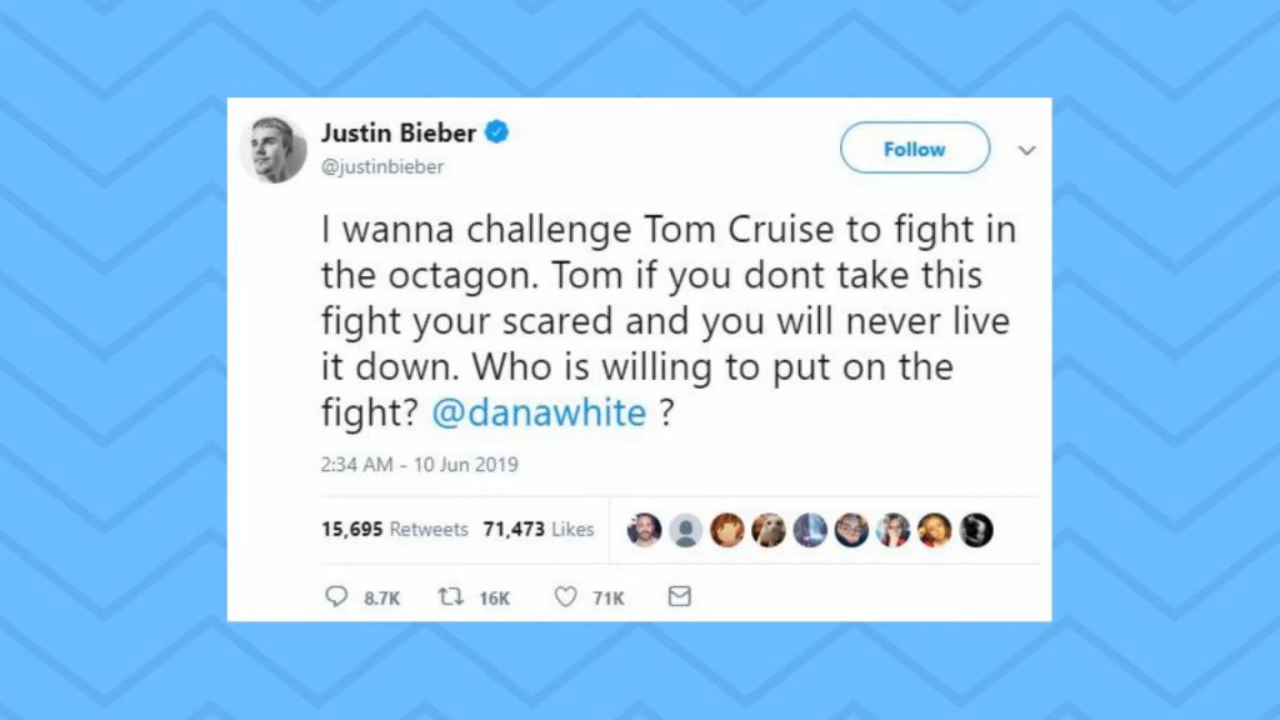 Justin Bieber
@justinbieber
Follow
I wanna challenge Tom Cruise to fight in
the octagon. Tom if you dont take this
fight your scared and you will never live
it down. Who is willing to put on the
fight? @danawhite ?
2:34 AM - 10 Jun 2019
15,695 Retweets 71,473 Likes
8.7K 16K 71K